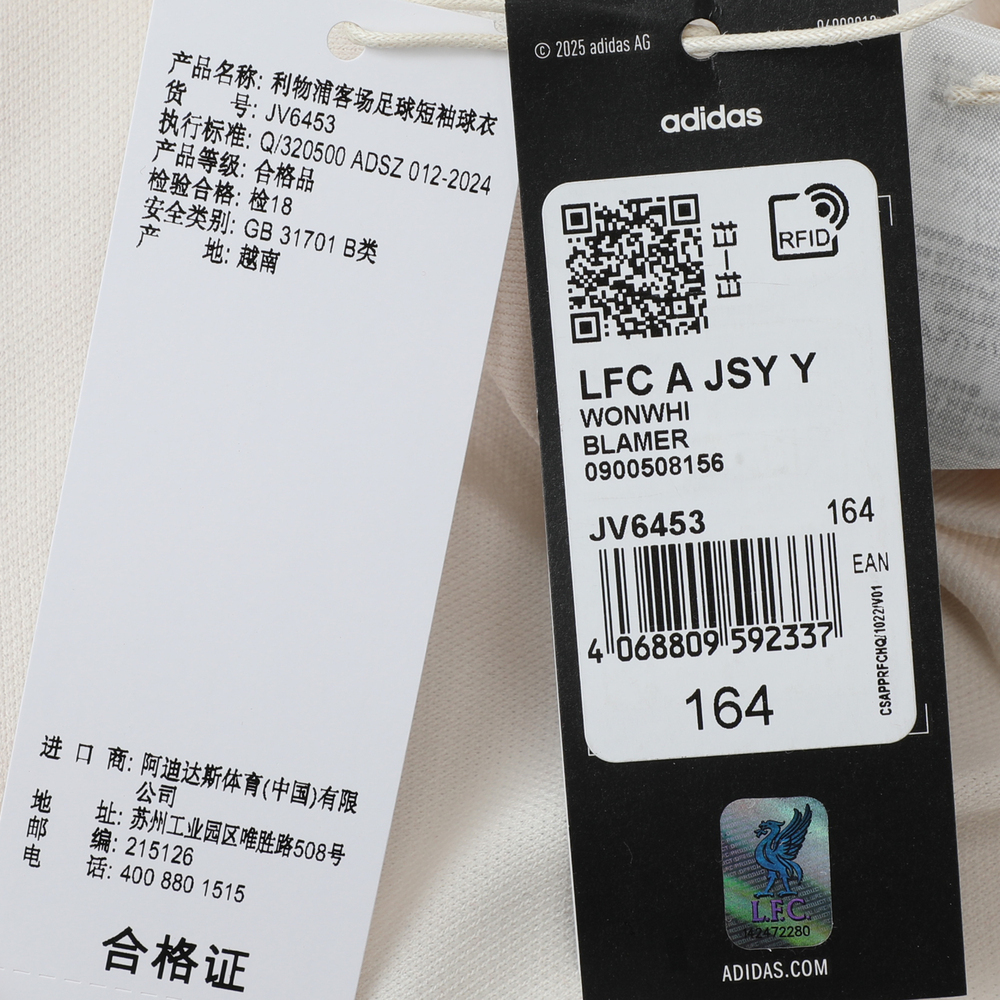 产品名称: 利物浦客场足球短袖球衣
货 号: JV6453
执行标准: Q/320500 ADSZ 012-2024
产品等级: 合格品
检验合格: 检18
安全类别: GB 31701 B类
产 地: 越南
进 口 商: 阿迪达斯体育(中国)有限
公司
地 址: 苏州工业园区唯胜路508号
邮 编: 215126
电 话: 400 880 1515
合格证
© 2025 adidas AG
adidas
扫一扫
RFID
LFC A JSY Y
WONWHI
BLAMER
0900508156
JV6453 164
EAN
4 068809 592337
CSAPPRFCHQ/1022/V01
164
L.F.C.
142472280
ADIDAS.COM